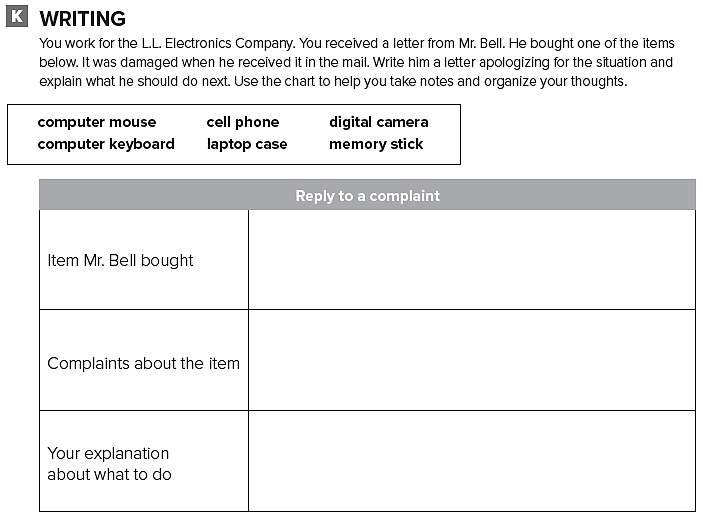 K WRITING
You work for the L.L. Electronics Company. You received a letter from Mr. Bell. He bought one of the items
below. It was damaged when he received it in the mail. Write him a letter apologizing for the situation and
explain what he should do next. Use the chart to help you take notes and organize your thoughts.
computer mouse cell phone digital camera
computer keyboard laptop case memory stick
Reply to a complaint
Item Mr. Bell bought
Complaints about the item
Your explanation
about what to do